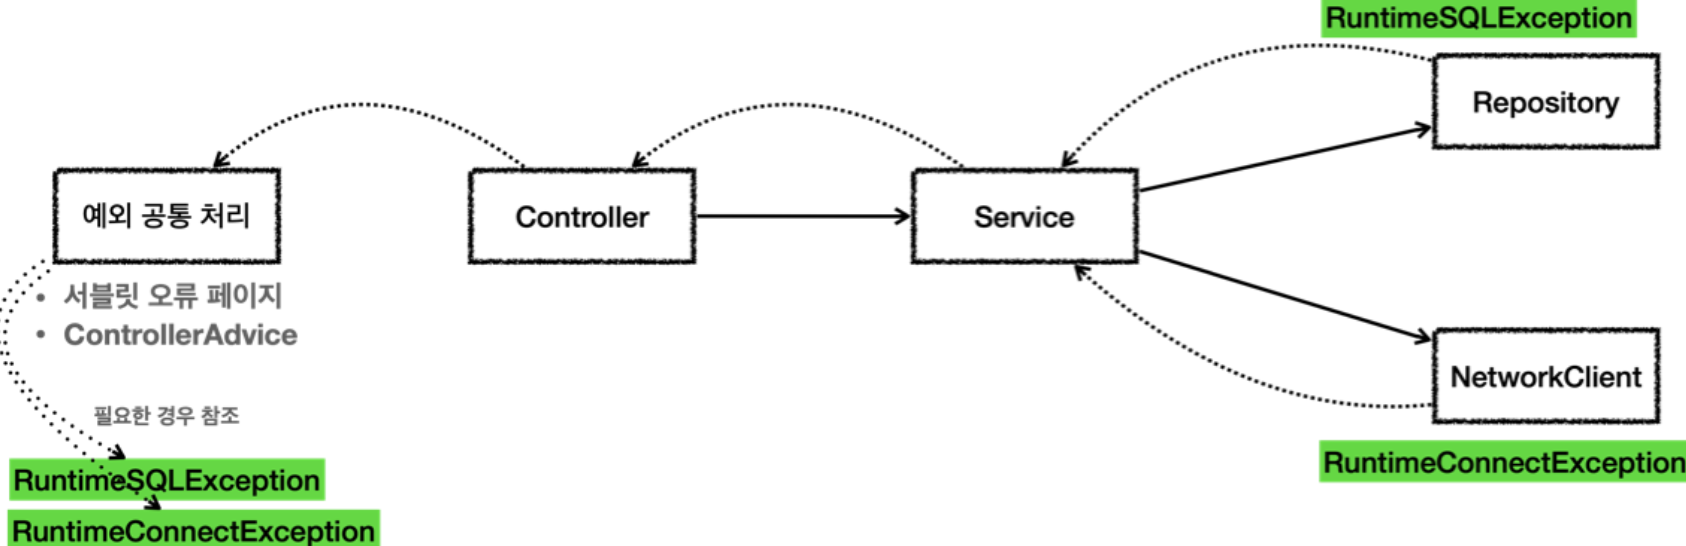 RuntimeSQLException
Repository
예외 공통 처리
Controller
Service
• 서블릿 오류 페이지
• ControllerAdvice
NetworkClient
필요한 경우 참조
RuntimeConnectException
RuntimeSQLException
RuntimeConnectException